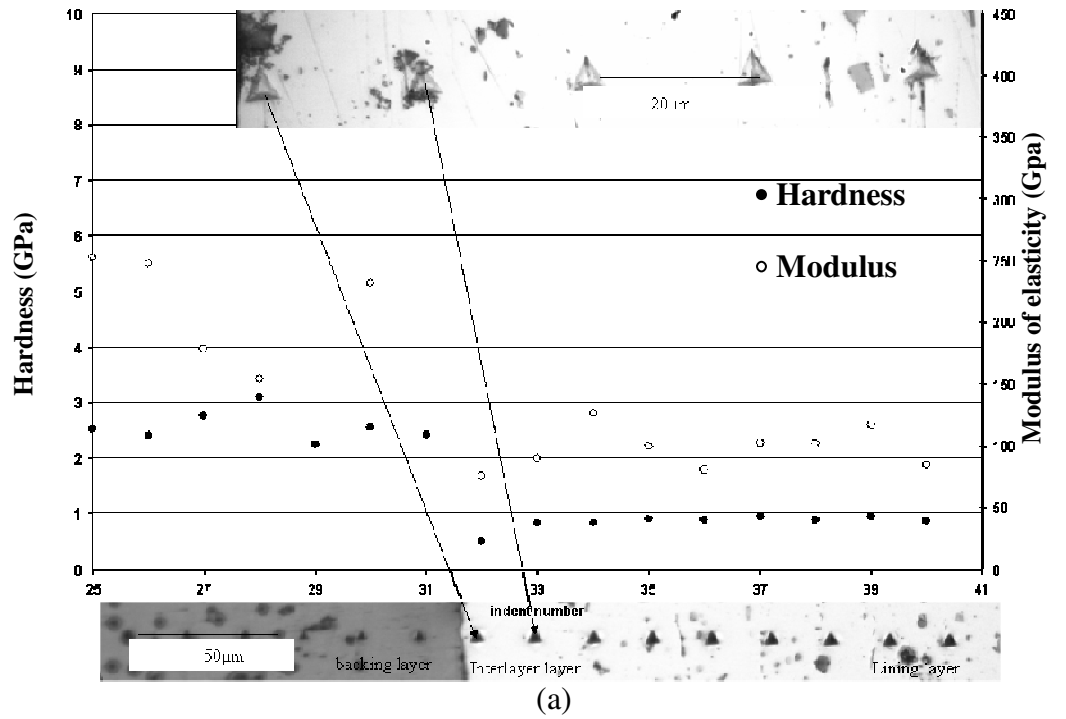 10
9
8
7
6
5
4
3
2
1
0
Hardness (GPa)
450
400
350
300
250
200
150
100
50
0
Modulus of elasticity (Gpa)
20
Hardness
Modulus
25 27 29 31 33 35 37 39 41
indent number
50μm
backing layer
Interlayer layer
Lining layer
(a)